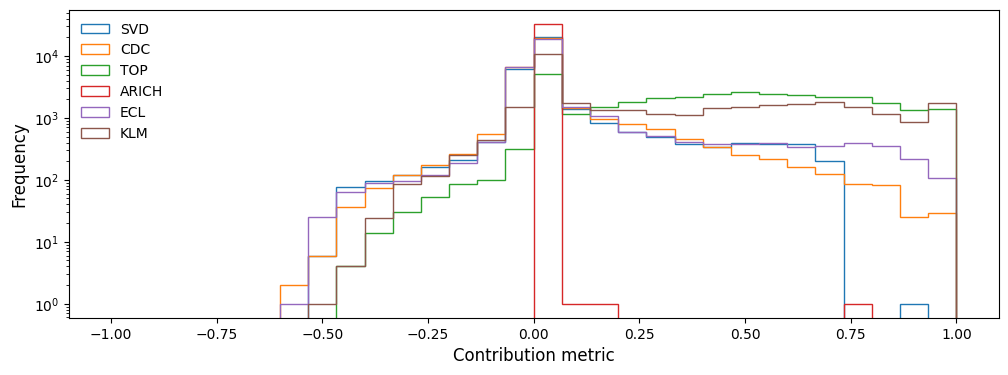 SVD
CDC
TOP
ARICH
ECL
KLM
Frequency
10⁴
10³
10²
10¹
10⁰
−1.00 −0.75 −0.50 −0.25 0.00 0.25 0.50 0.75 1.00
Contribution metric